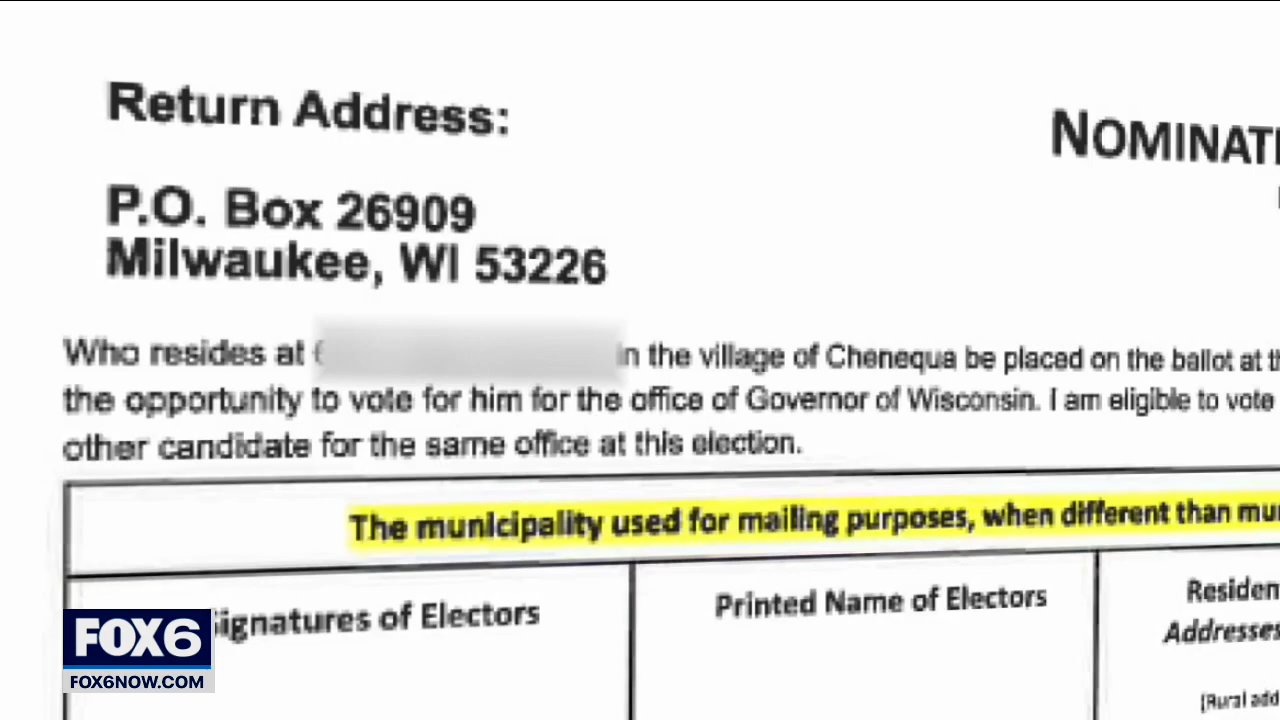 Return Address:
NOMINAT
P.O. Box 26909
Milwaukee, WI 53226
Who resides at in the village of Chenequa be placed on the ballot at
the opportunity to vote for him for the office of Governor of Wisconsin. I am eligible to vote
other candidate for the same office at this election.
The municipality used for mailing purposes, when different than
Signatures of Electors
Printed Name of Electors
Residen
Addresses
(Rural add
FOX6
FOX6NOW.COM